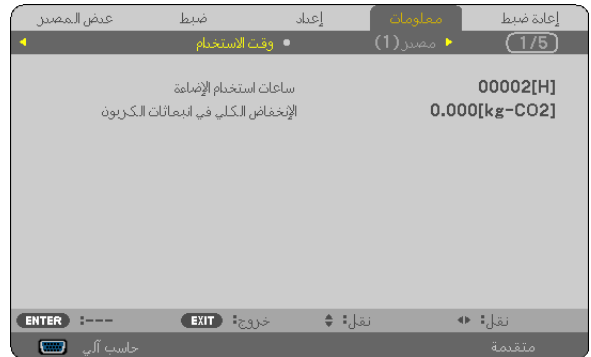 عرض المصدر ضبط إعداد معلومات إعادة ضبط
وقت الاستخدام مصدر(1) 1/5
ساعات استخدام الإضاءة 00002[H]
الإنخفاض الكلي في انبعاثات الكربون 0.000[kg-CO2]
ENTER :--- EXIT :خروج نقل: نقل:
حاسب آلي متقدمة